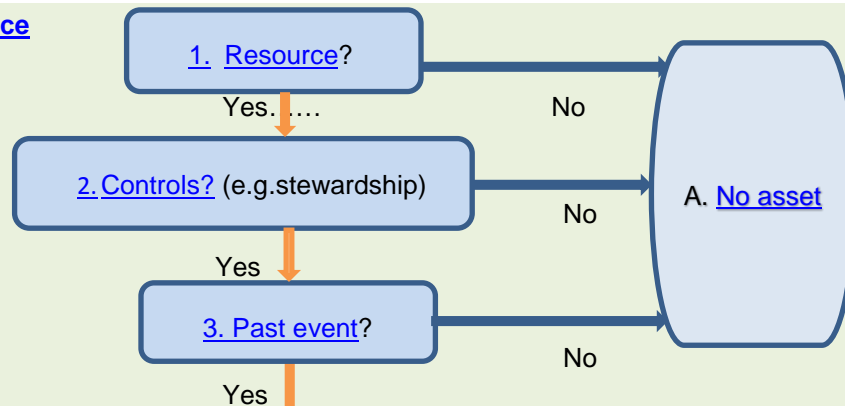 ce
1. Resource?
Yes……
No
2. Controls? (e.g.stewardship)
A. No asset
No
Yes
3. Past event?
No
Yes